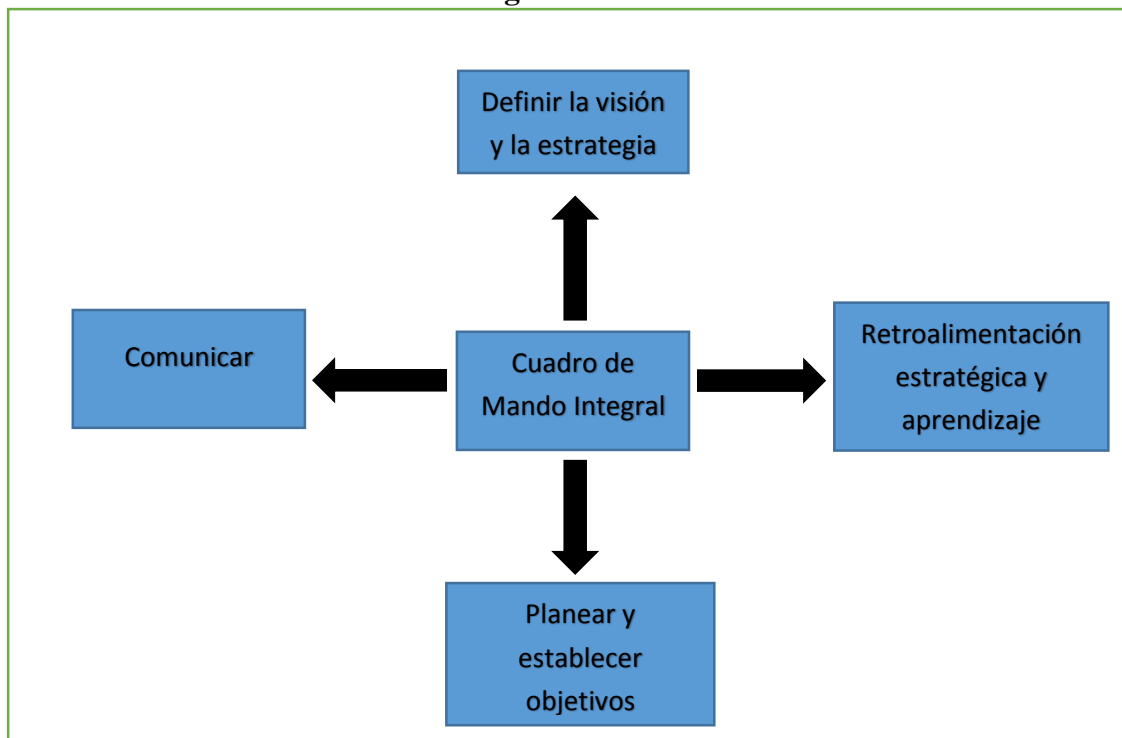 Definir la visión
y la estrategia
Comunicar
Cuadro de
Mando Integral
Retroalimentación
estratégica y
aprendizaje
Planear y
establecer
objetivos